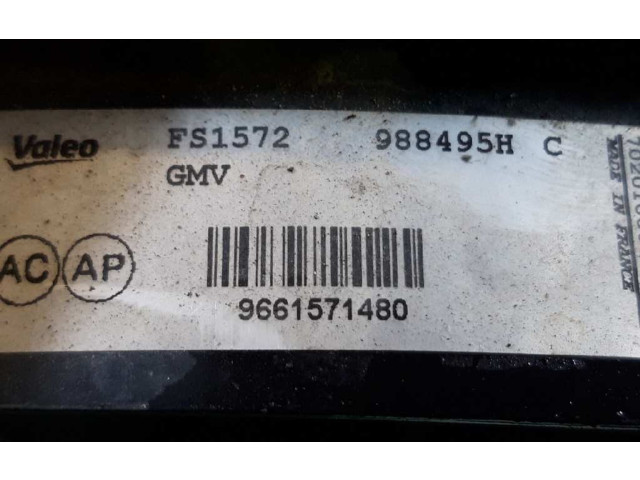 Valeo FS1572 988495H C
GMV
AC AP
9661571480
MADE IN FRANCE